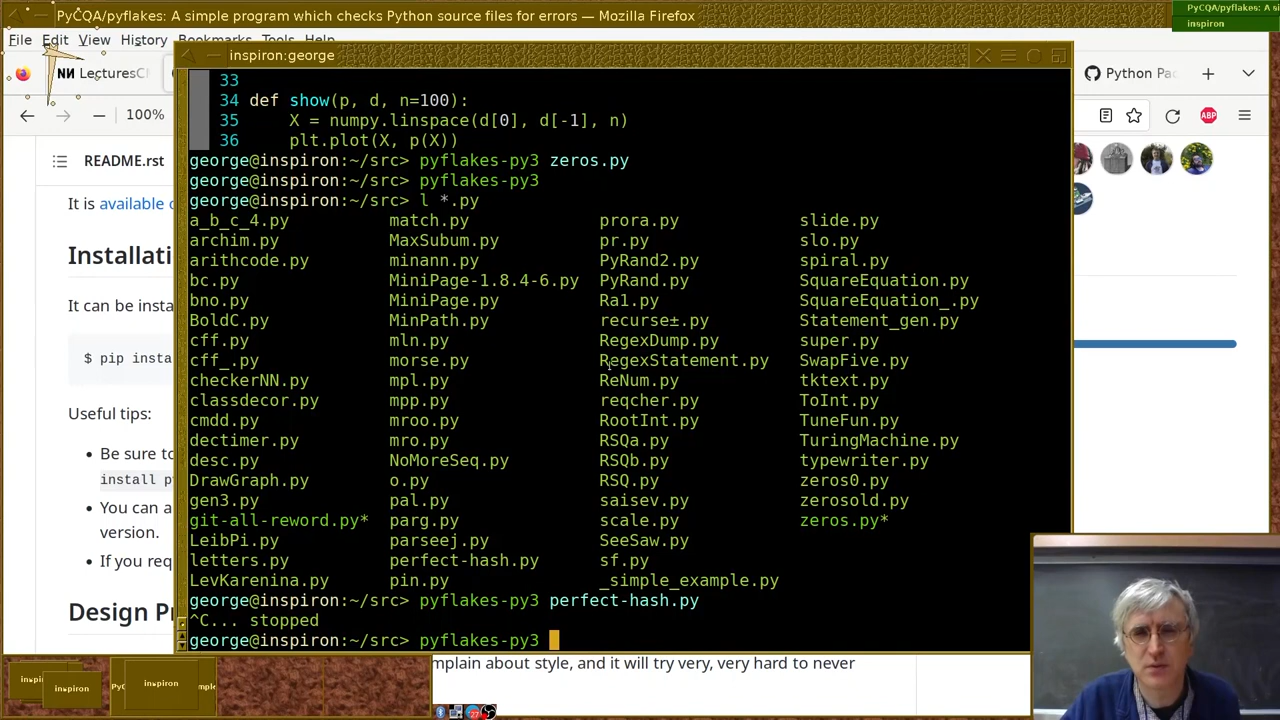 PyCQA/pyflakes: A simple program which checks Python source files for errors — Mozilla Firefox
PyCQA/pyflakes: A si
inspiron
File Edit View History Bookmarks Tools Help
inspiron:george
LecturesC
Python Pac
100%
README.rst
It is available
Installati
It can be insta
$ pip insta
Useful tips:
Be sure to
install p
You can a
version.
If you req
Design Pr
33
34 def show(p, d, n=100):
35 X = numpy.linspace(d[0], d[-1], n)
36 plt.plot(X, p(X))
george@inspiron:~/src> pyflakes-py3 zeros.py
george@inspiron:~/src> pyflakes-py3
george@inspiron:~/src> l *.py
a_b_c_4.py match.py prora.py slide.py
archim.py MaxSubum.py pr.py slo.py
arithcode.py minann.py PyRand2.py spiral.py
bc.py MiniPage-1.8.4-6.py PyRand.py SquareEquation.py
bno.py MiniPage.py Ra1.py SquareEquation_.py
BoldC.py MinPath.py recurse±.py Statement_gen.py
cff.py mln.py RegexDump.py super.py
cff_.py morse.py RegexStatement.py SwapFive.py
checkerNN.py mpl.py ReNum.py tktext.py
classdecor.py mpp.py reqcher.py ToInt.py
cmdd.py mroo.py RootInt.py TuneFun.py
dectimer.py mro.py RSQa.py TuringMachine.py
desc.py NoMoreSeq.py RSQb.py typewriter.py
DrawGraph.py o.py RSQ.py zeros0.py
gen3.py pal.py saisev.py zerosold.py
git-all-reword.py* parg.py scale.py zeros.py*
LeibPi.py parseej.py SeeSaw.py
letters.py perfect-hash.py sf.py
LevKarenina.py pin.py _simple_example.py
george@inspiron:~/src> pyflakes-py3 perfect-hash.py
^C... stopped
george@inspiron:~/src> pyflakes-py3
mplain about style, and it will try very, very hard to never
inspiron
inspiron